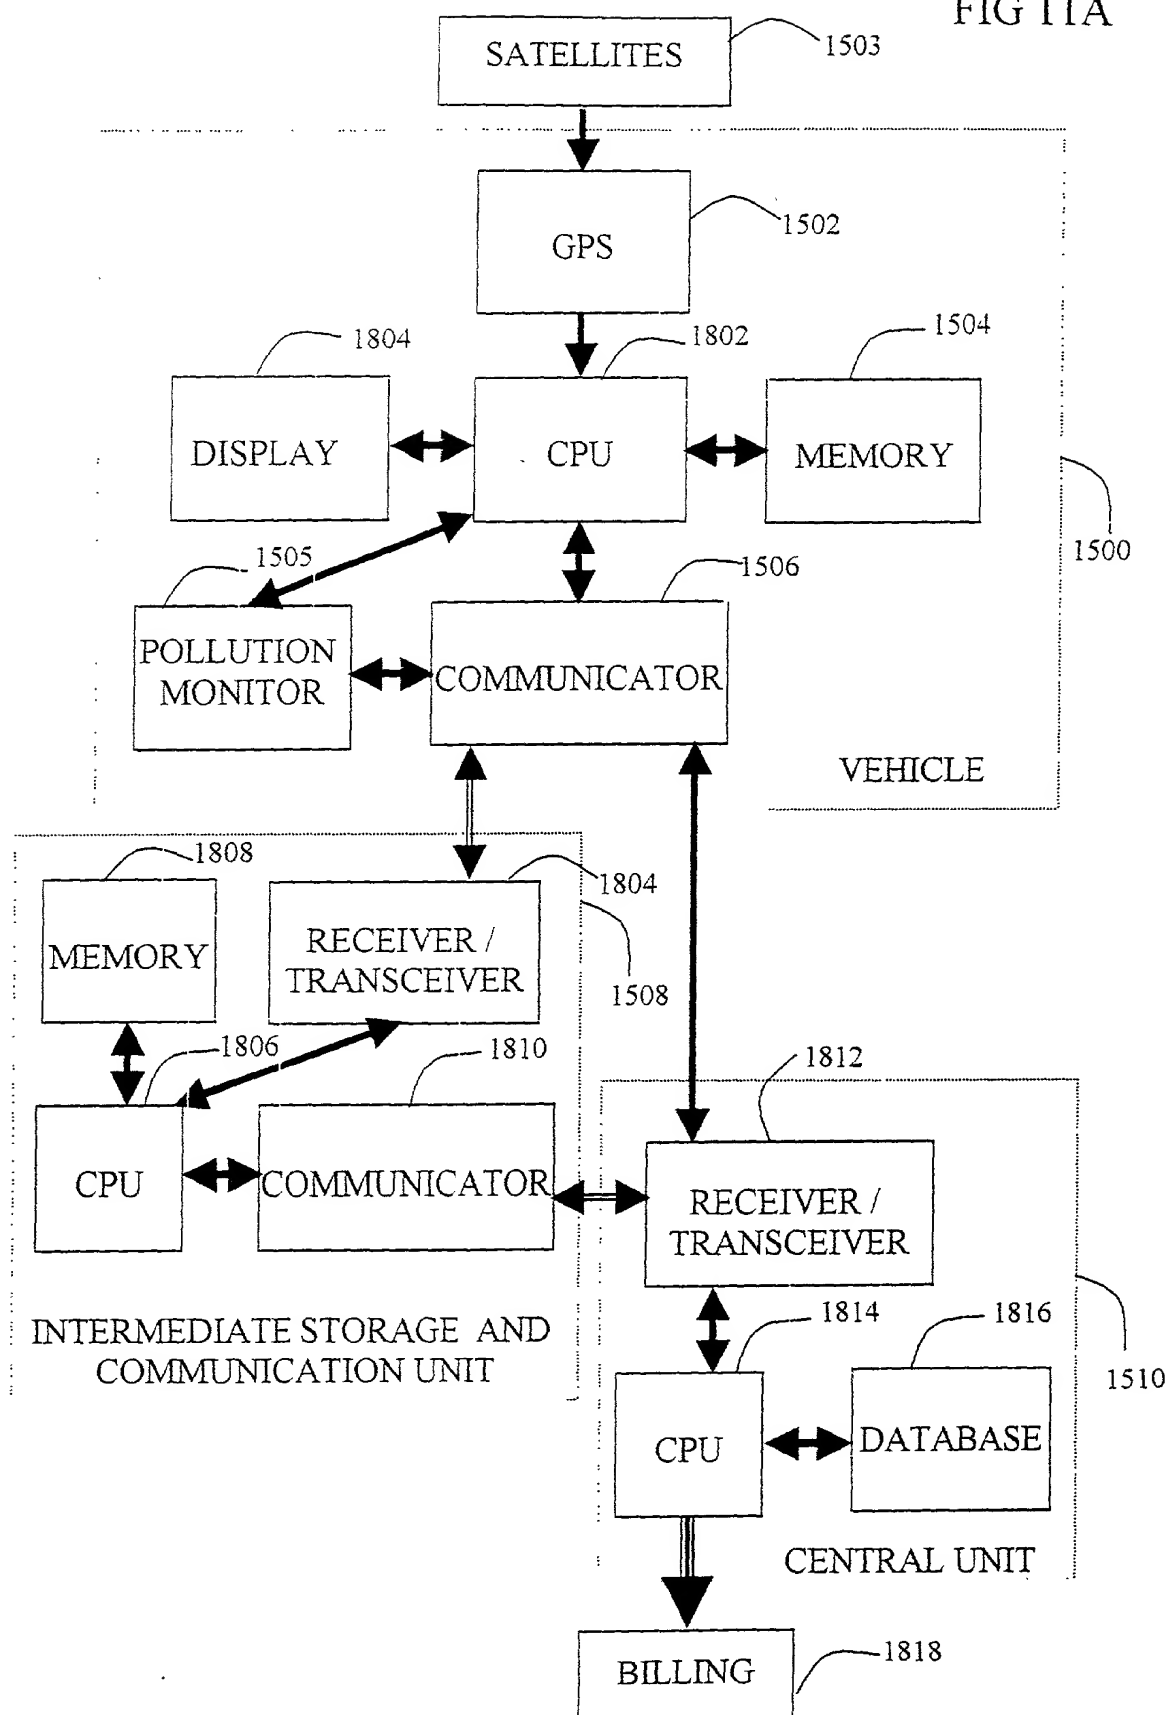 FIG 11A
SATELLITES
1503
GPS
1502
1804
1802
1504
DISPLAY
CPU
MEMORY
1500
1505
1506
POLLUTION
MONITOR
COMMUNICATOR
VEHICLE
1808
1804
MEMORY
RECEIVER /
TRANSCEIVER
1508
1806
1810
1812
CPU
COMMUNICATOR
RECEIVER /
TRANSCEIVER
INTERMEDIATE STORAGE AND
COMMUNICATION UNIT
1814
1816
1510
CPU
DATABASE
CENTRAL UNIT
BILLING
1818